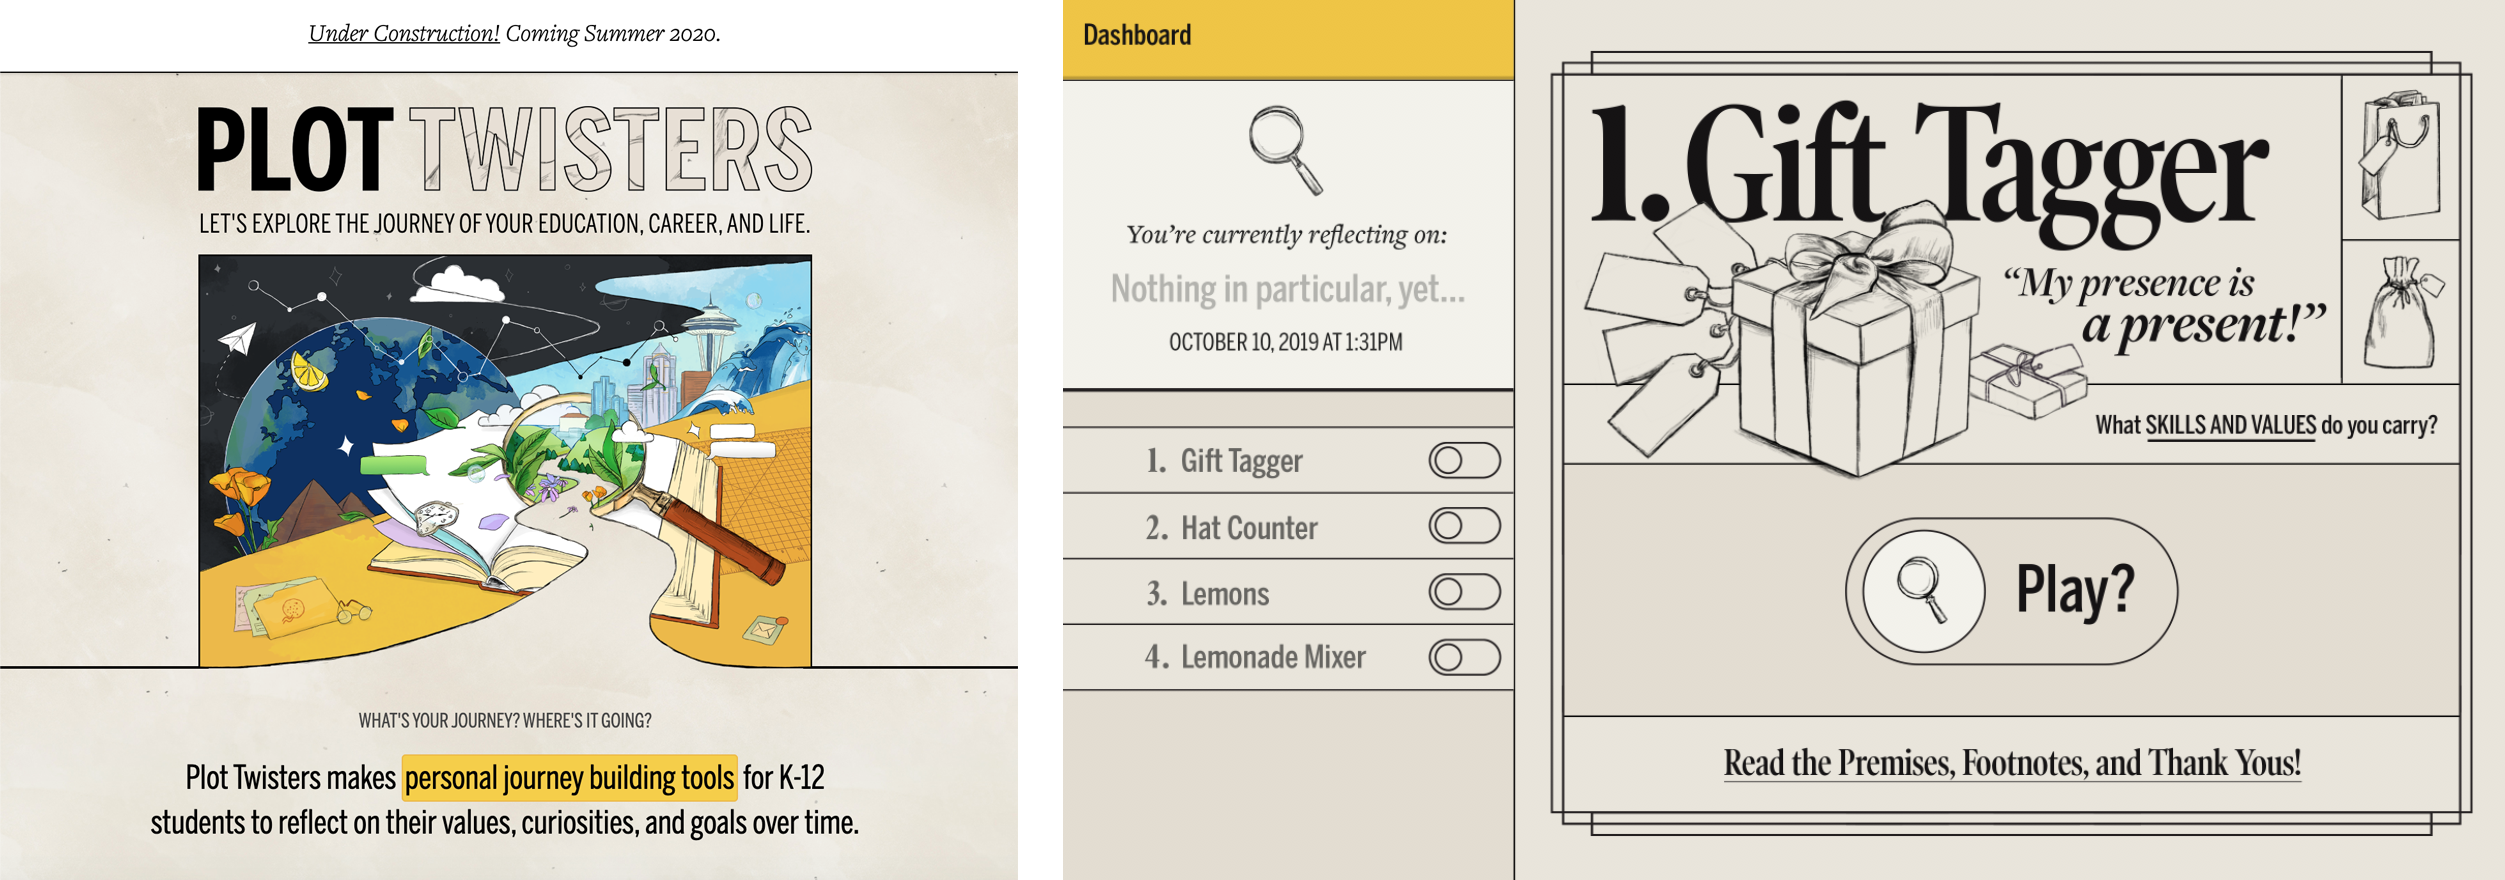 Under Construction! Coming Summer 2020.
PLOT TWISTERS
LET'S EXPLORE THE JOURNEY OF YOUR EDUCATION, CAREER, AND LIFE.
WHAT'S YOUR JOURNEY? WHERE'S IT GOING?
Plot Twisters makes personal journey building tools for K-12
students to reflect on their values, curiosities, and goals over time.
Dashboard
You're currently reflecting on:
Nothing in particular, yet...
OCTOBER 10, 2019 AT 1:31PM
1. Gift Tagger
2. Hat Counter
3. Lemons
4. Lemonade Mixer
1. Gift Tagger
“My presence is
a present!”
What SKILLS AND VALUES do you carry?
Play?
Read the Premises, Footnotes, and Thank Yous!